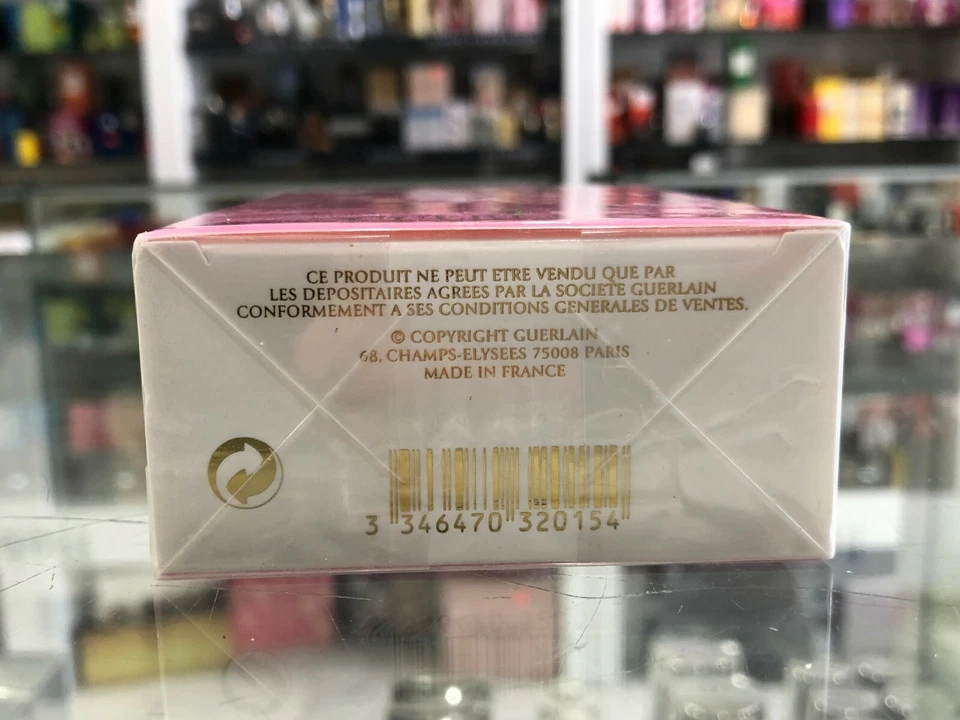 CE PRODUIT NE PEUT ETRE VENDU QUE PAR
LES DEPOSITAIRES AGREES PAR LA SOCIETE GUERLAIN
CONFORMEMENT A SES CONDITIONS GENERALES DE VENTES.
© COPYRIGHT GUERLAIN
68, CHAMPS-ELYSEES 75008 PARIS
MADE IN FRANCE
3 346470 320154